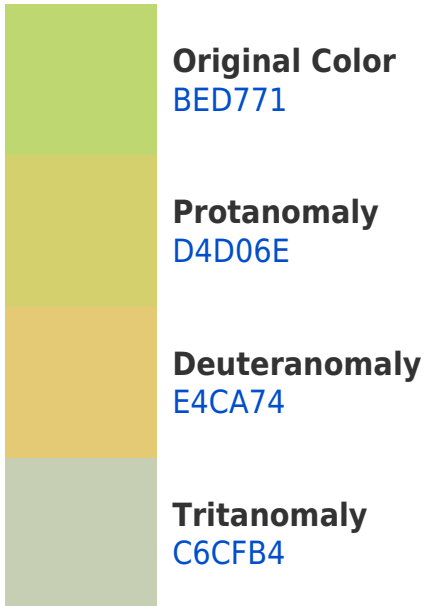 Original Color
BED771
Protanomaly
D4D06E
Deuteranomaly
E4CA74
Tritanomaly
C6CFB4